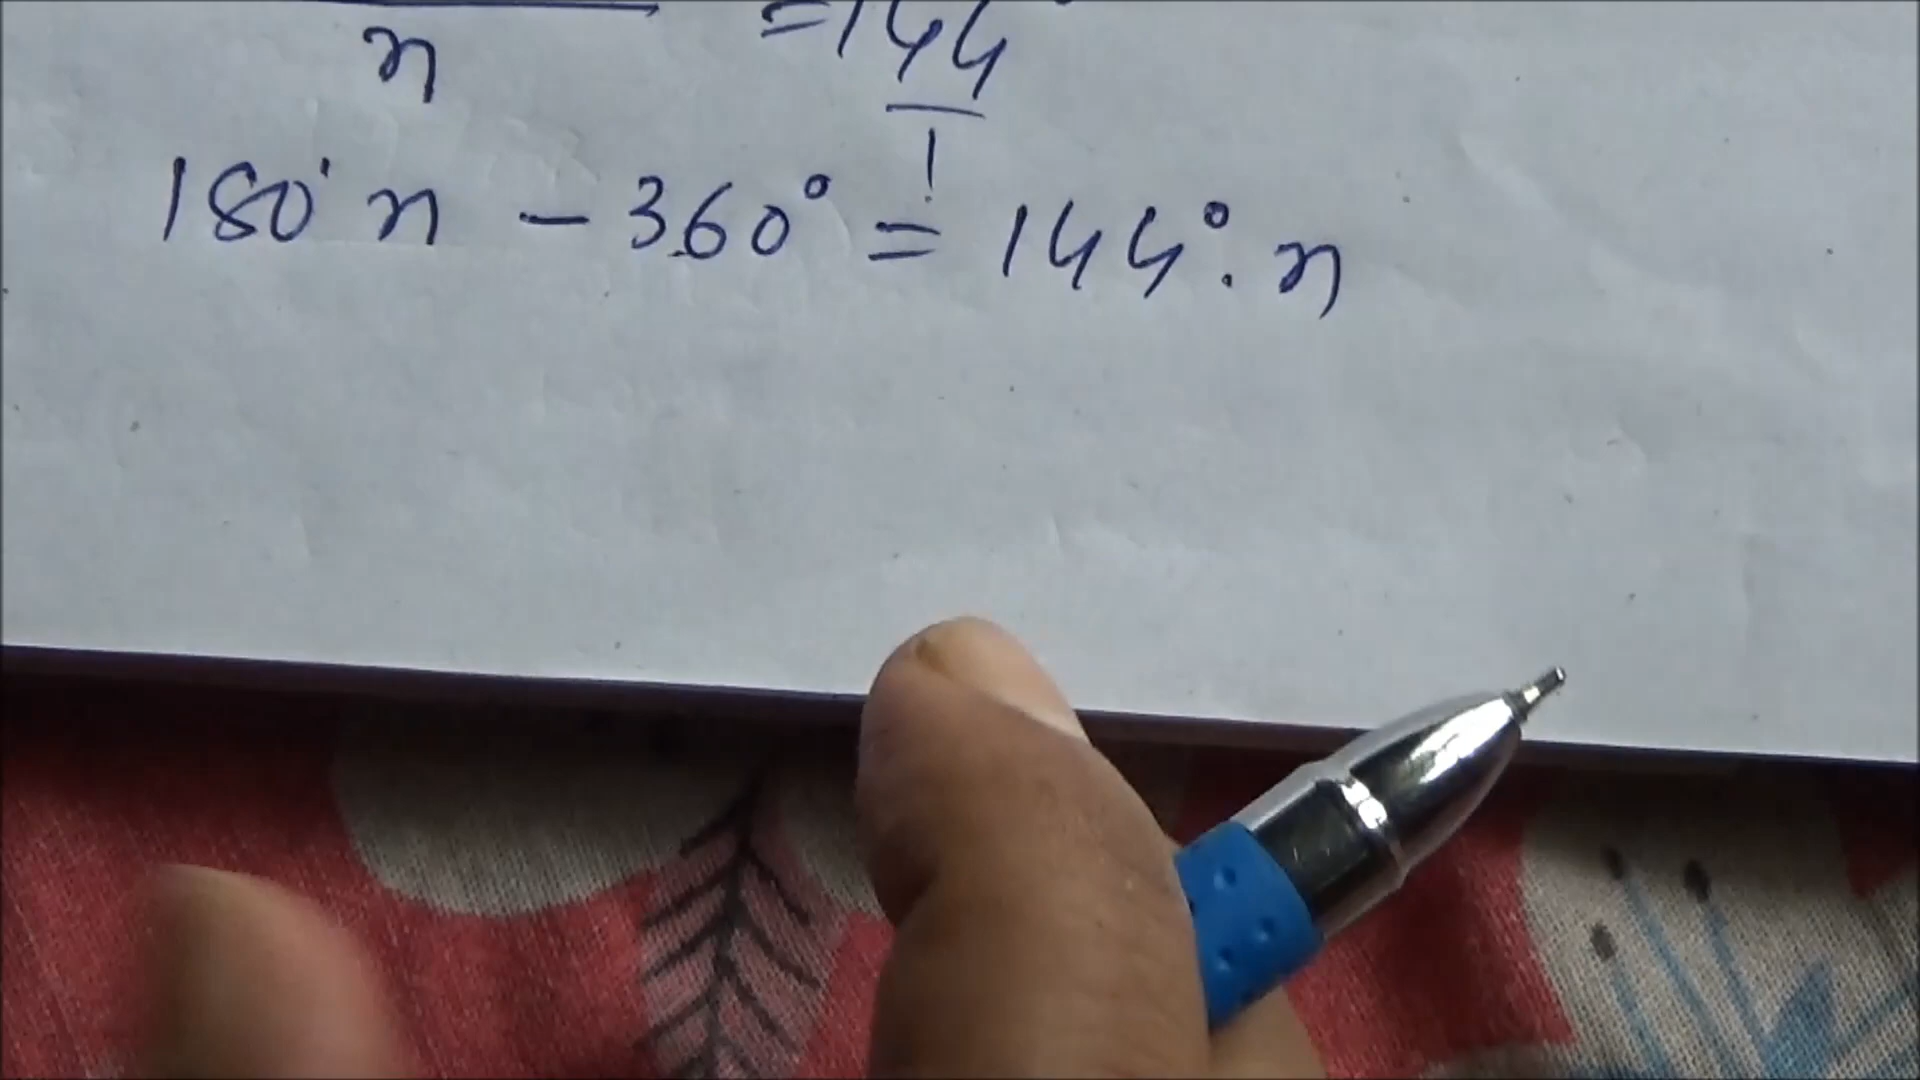 n = 144°
1
180° n - 360° = 144° . n